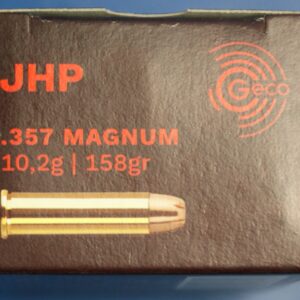 JHP
Geco
.357 MAGNUM
10,2g | 158gr